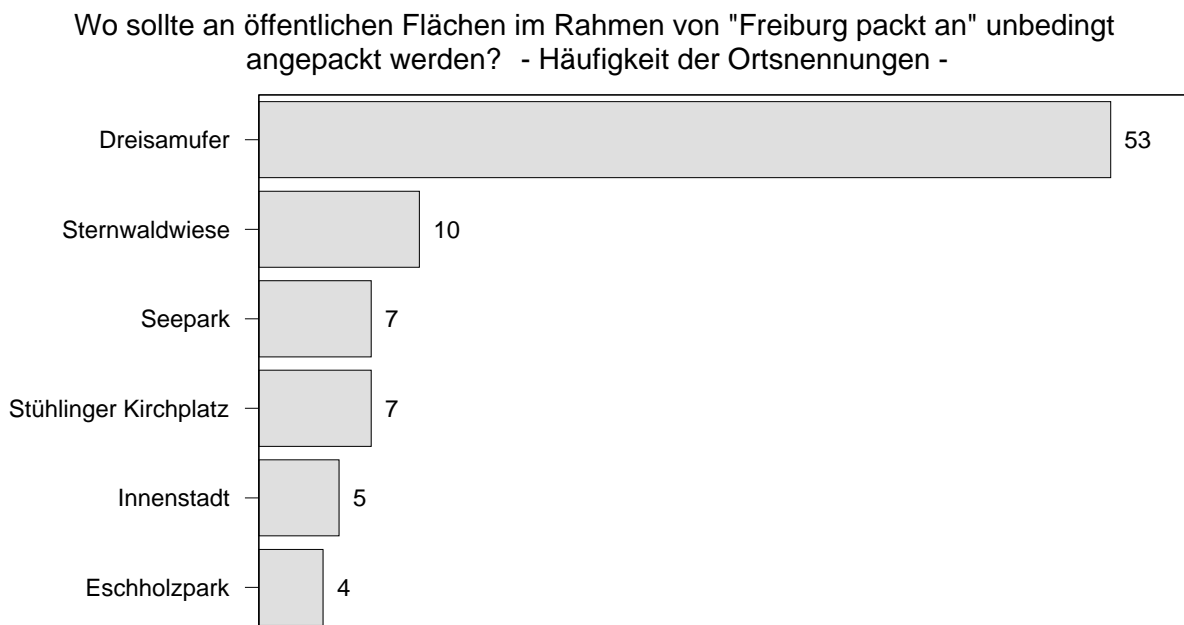 Wo sollte an öffentlichen Flächen im Rahmen von "Freiburg packt an" unbedingt
angepackt werden? - Häufigkeit der Ortsnennungen -
Dreisamufer 53
Sternwaldwiese 10
Seepark 7
Stühlinger Kirchplatz 7
Innenstadt 5
Eschholzpark 4